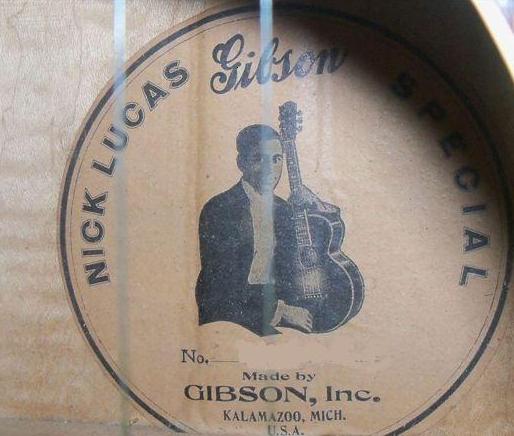 NICK LUCAS Gibson SPECIAL
No.
Made by
GIBSON, Inc.
KALAMAZOO, MICH.
U.S.A.